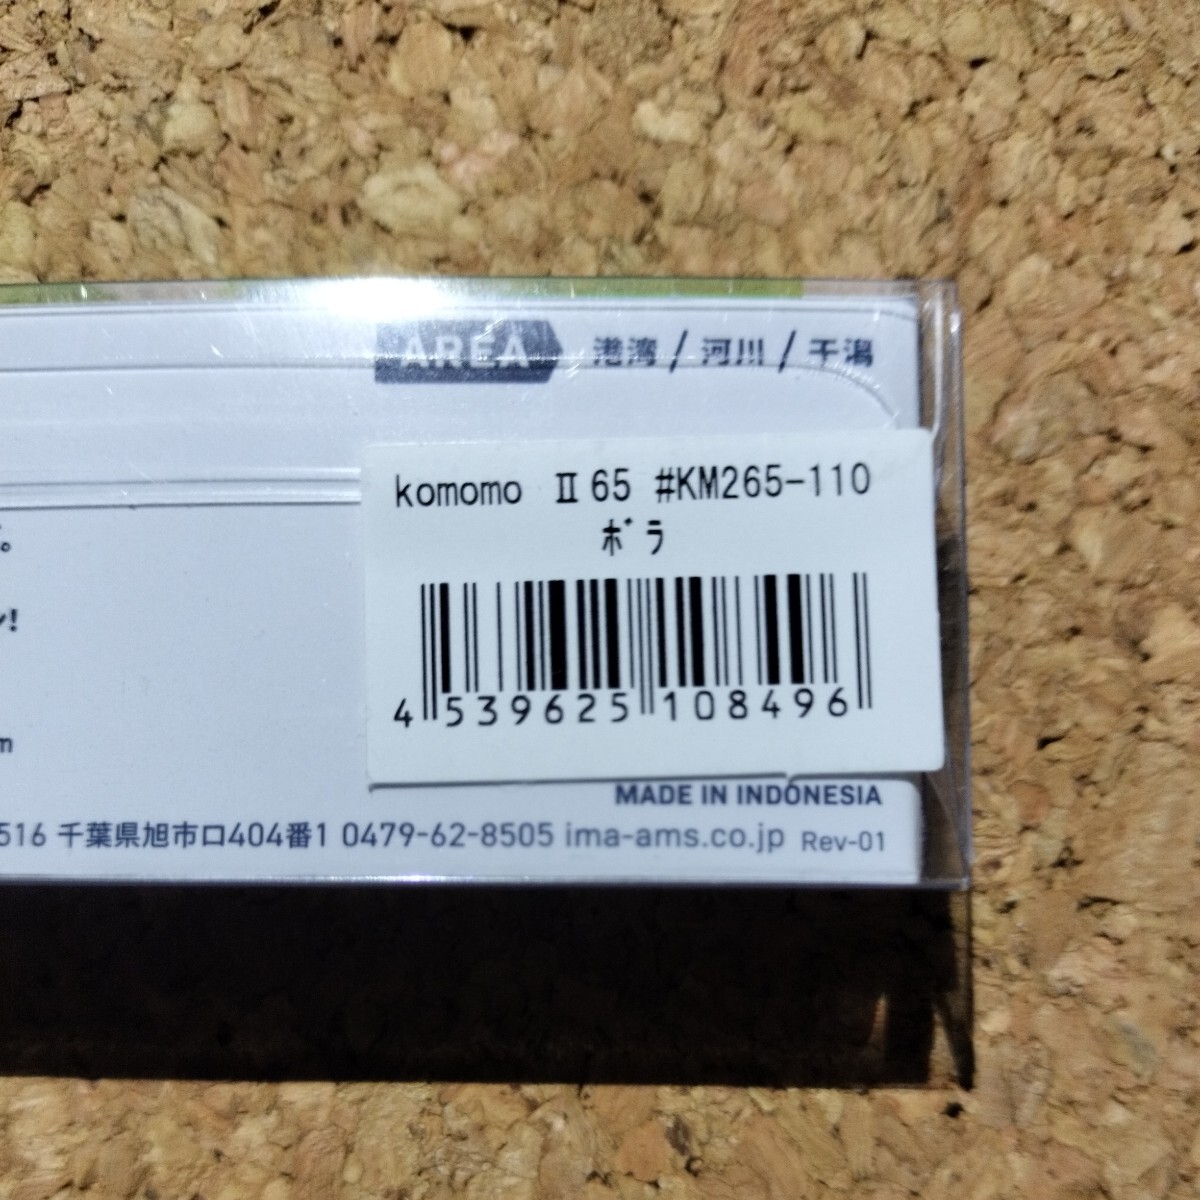 AREA 港湾 / 河川 / 干潟
komomo Ⅱ 65 #KM265-110
ボラ
。
!
4 539625 108496
m
MADE IN INDONESIA
516 千葉県旭市ロ404番1 0479-62-8505 ima-ams.co.jp Rev-01